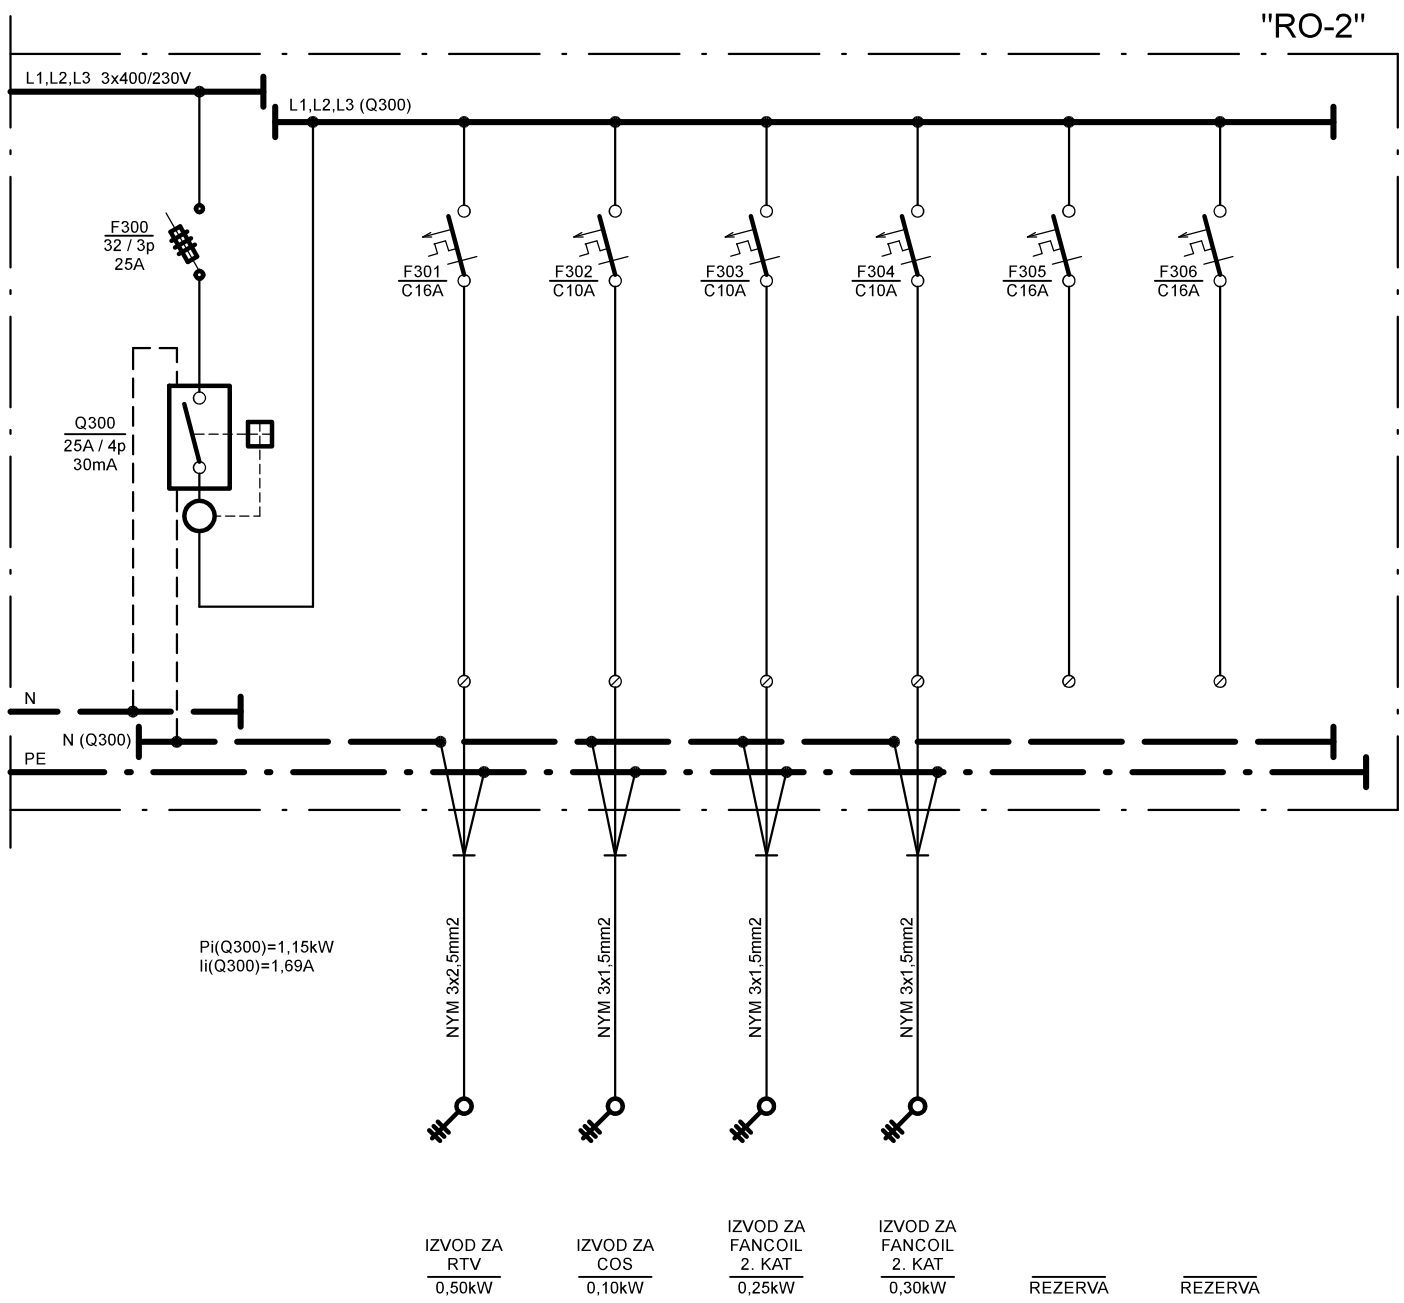 "RO-2"
L1,L2,L3 3x400/230V
L1,L2,L3 (Q300)
F300
32 / 3p
25A
F301
C16A
F302
C10A
F303
C10A
F304
C10A
F305
C16A
F306
C16A
Q300
25A / 4p
30mA
N
N (Q300)
PE
Pi(Q300)=1,15kW
Ii(Q300)=1,69A
NYM 3x2,5mm2
NYM 3x1,5mm2
NYM 3x1,5mm2
NYM 3x1,5mm2
IZVOD ZA
RTV
0,50kW
IZVOD ZA
COS
0,10kW
IZVOD ZA
FANCOIL
2. KAT
0,25kW
IZVOD ZA
FANCOIL
2. KAT
0,30kW
REZERVA
REZERVA